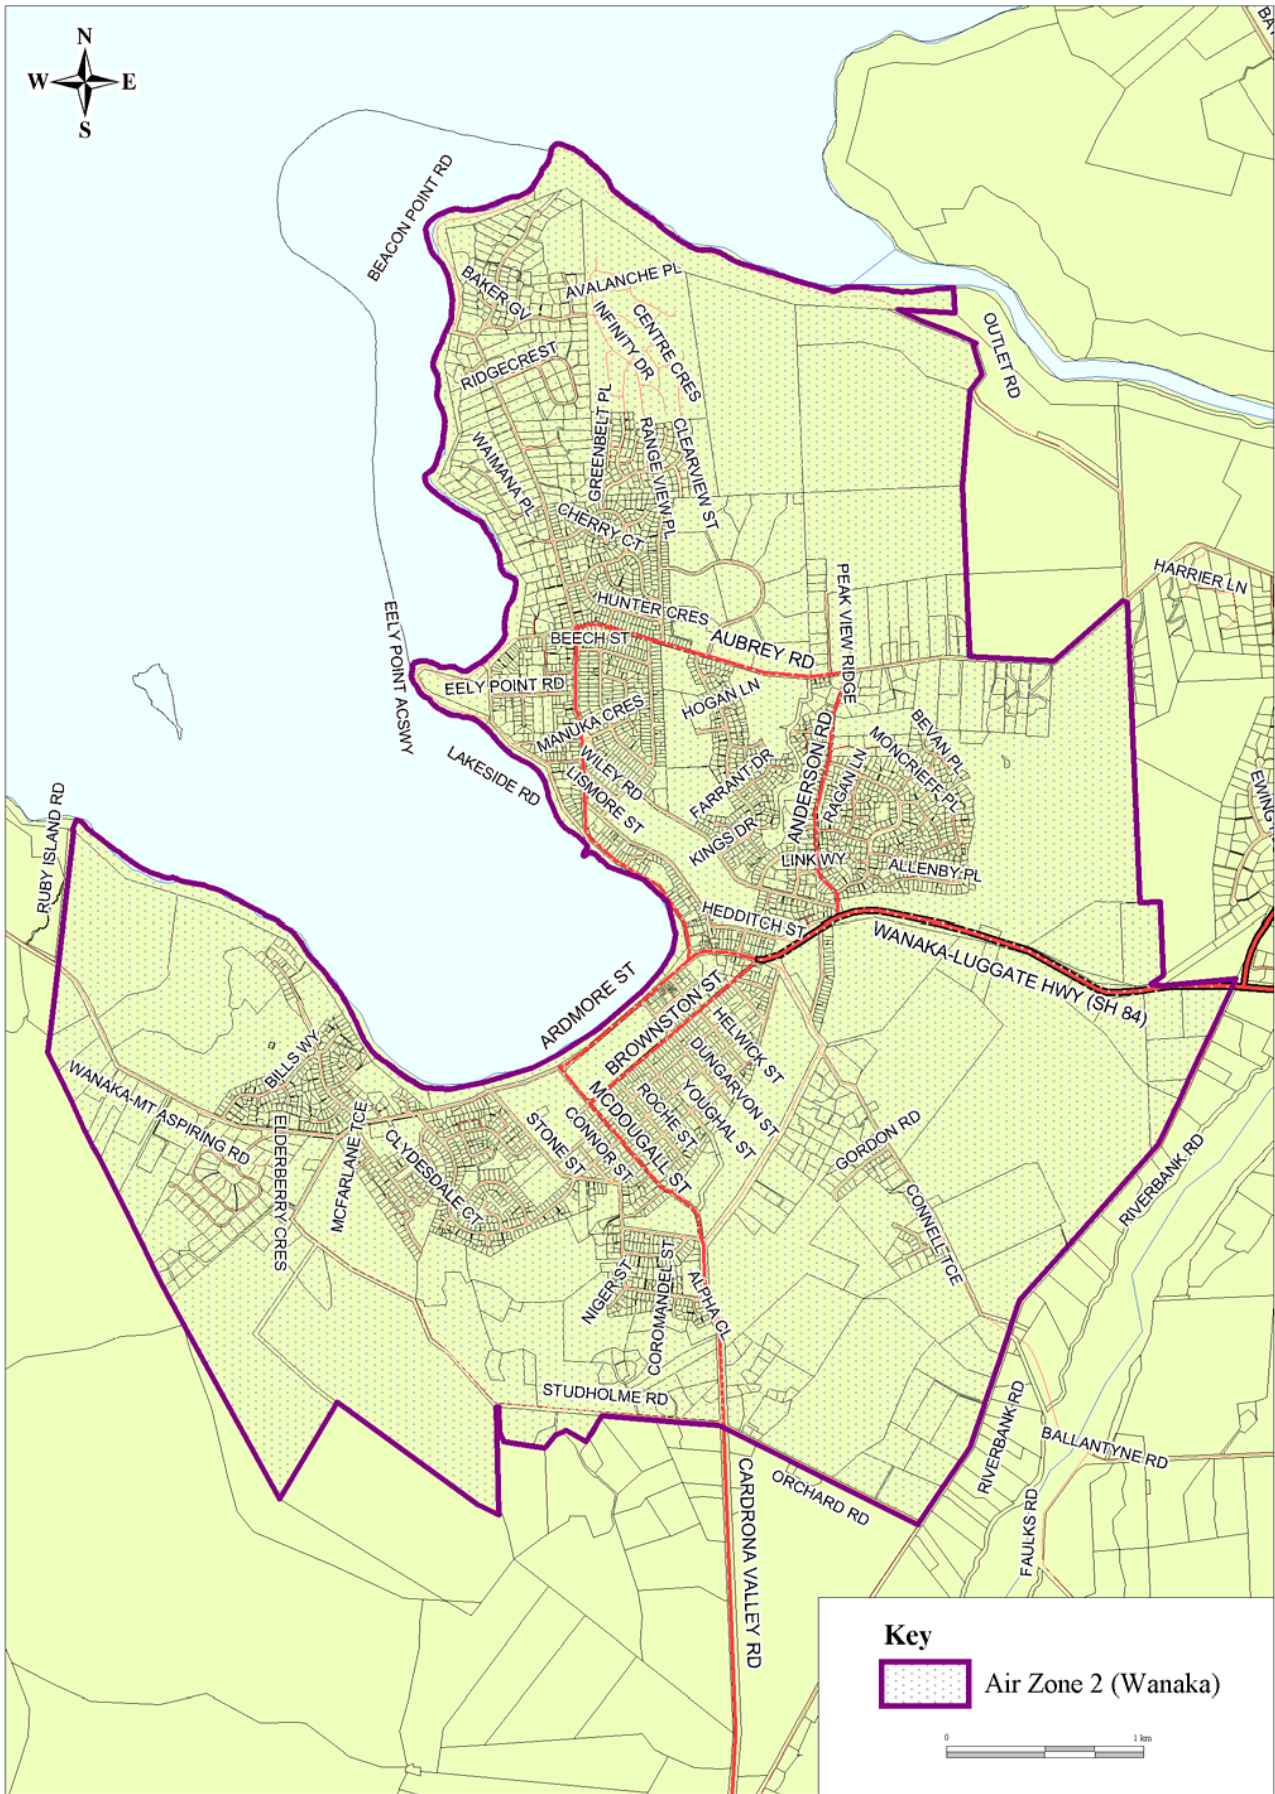 N
W E
S
BEACON POINT RD
BAKER GV
AVALANCHE PL
INFINITY DR
CENTRE CRES
OUTLET RD
RIDGECREST
GREENBELT PL
RANGE VIEW PL
CLEARVIEW ST
WAIMANA PL
CHERRY CT
HARRIER LN
PEAK VIEW RIDGE
HUNTER CRES
BEECH ST
AUBREY RD
EELY POINT ACSWY
EELY POINT RD
HOGAN LN
MANUKA CRES
BEVAN PL
MONCRIEFF PL
WILEY RD
LISMORE ST
LAKESIDE RD
FARRANT DR
ANDERSON RD
RAGAN LN
KINGS DR
LINK WY
ALLENBY PL
RUBY ISLAND RD
HEDDITCH ST
WANAKA-LUGGATE HWY (SH 84)
ARDMORE ST
BROWNSTON ST
HELWICK ST
DUNGARVON ST
YOUGHAL ST
ROCHE ST
MCDOUGALL ST
CONNOR ST
STONE ST
BILLS WY
WANAKA-MT ASPIRING RD
ELDERBERRY CRES
MCFARLANE TCE
CLYDESDALE CT
GORDON RD
CONNELL TCE
RIVERBANK RD
NIGER ST
COROMANDEL ST
ALPHA CL
STUDHOLME RD
RIVERBANK RD
BALLANTYNE RD
ORCHARD RD
FAULKS RD
CARDRONA VALLEY RD
Key
Air Zone 2 (Wanaka)
0 1 km